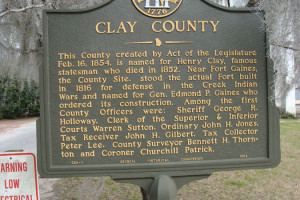 1776
CLAY COUNTY
This County created by Act of the Legislature
Feb. 16, 1854, is named for Henry Clay, famous
statesman who died in 1852. Near Fort Gaines,
the County Site, stood the actual Fort built
in 1816 for defense in the Creek Indian
Wars and named for Gen. Edmond P. Gaines who
ordered its construction. Among the first
County Officers were: Sheriff George R.
Holloway, Clerk of the Superior & Inferior
Courts Warren Sutton, Ordinary John H. Jones,
Tax Receiver John H. Gilbert, Tax Collector
Peter Lee, County Surveyor Bennett H. Thorn-
ton and Coroner Churchill Patrick.
GEORGIA HISTORICAL COMMISSION
WARNING
LOW